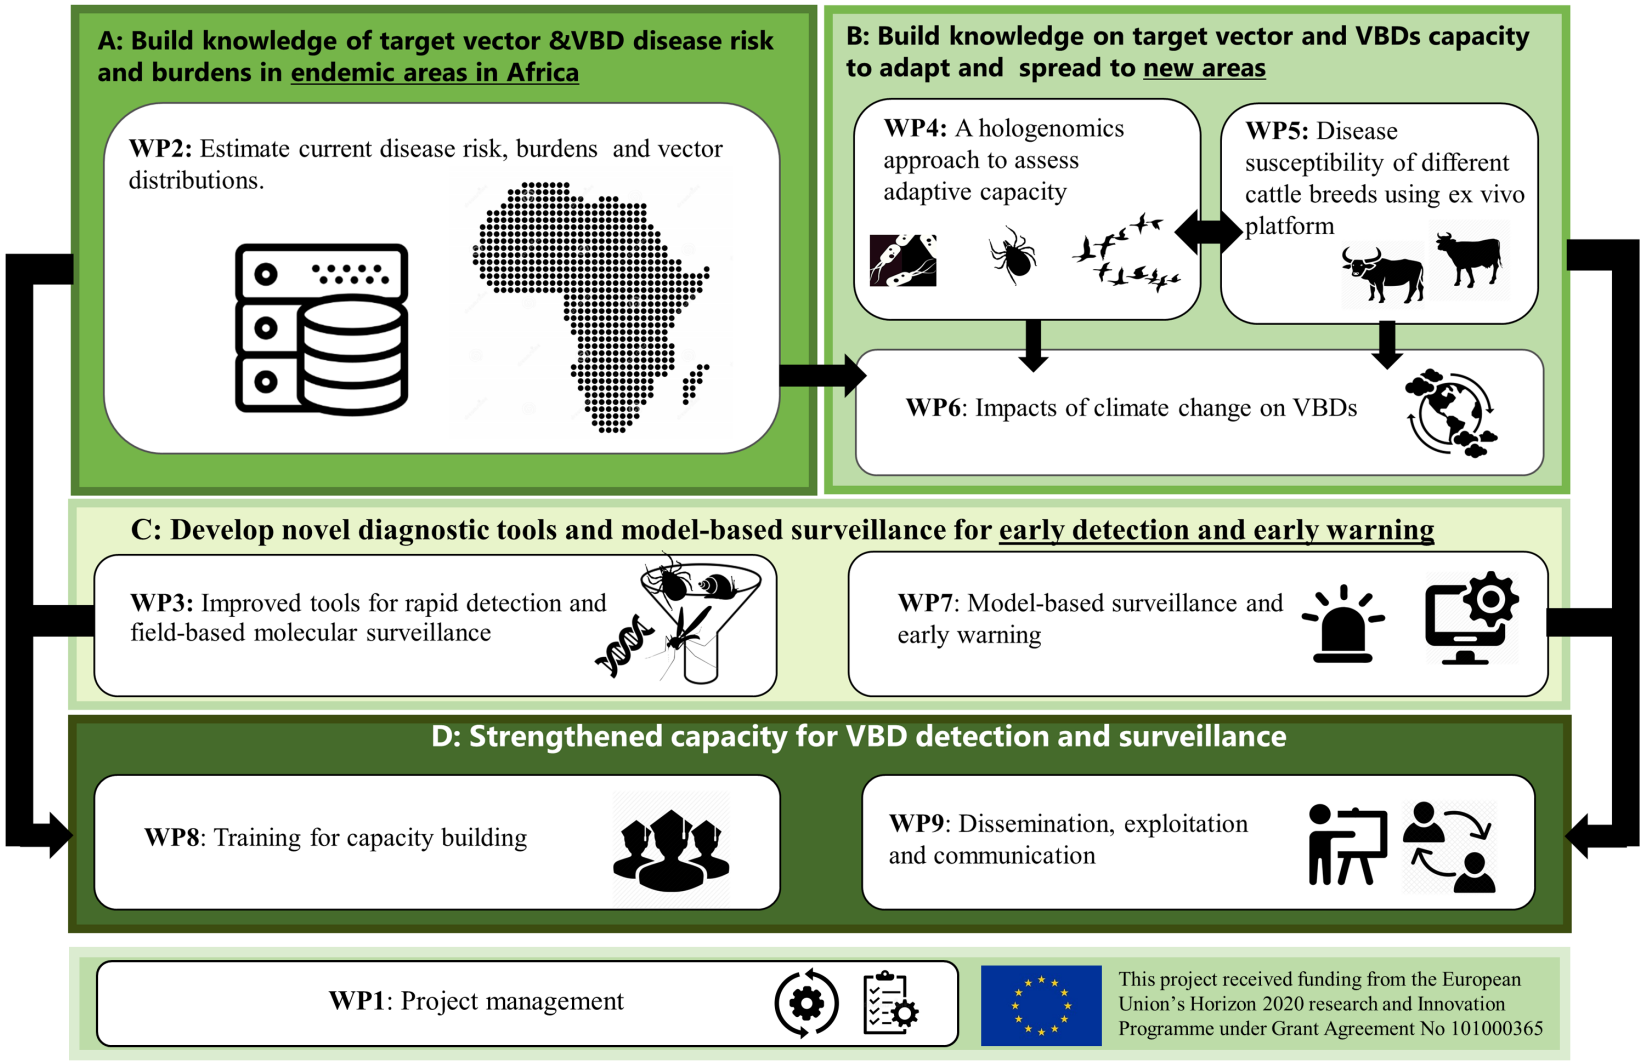 A: Build knowledge of target vector &VBD disease risk
and burdens in endemic areas in Africa
WP2: Estimate current disease risk, burdens and vector
distributions.
B: Build knowledge on target vector and VBDs capacity
to adapt and spread to new areas
WP4: A hologenomics
approach to assess
adaptive capacity
WP5: Disease
susceptibility of different
cattle breeds using ex vivo
platform
WP6: Impacts of climate change on VBDs
C: Develop novel diagnostic tools and model-based surveillance for early detection and early warning
WP3: Improved tools for rapid detection and
field-based molecular surveillance
WP7: Model-based surveillance and
early warning
D: Strengthened capacity for VBD detection and surveillance
WP8: Training for capacity building
WP9: Dissemination, exploitation
and communication
WP1: Project management
This project received funding from the European
Union's Horizon 2020 research and Innovation
Programme under Grant Agreement No 101000365